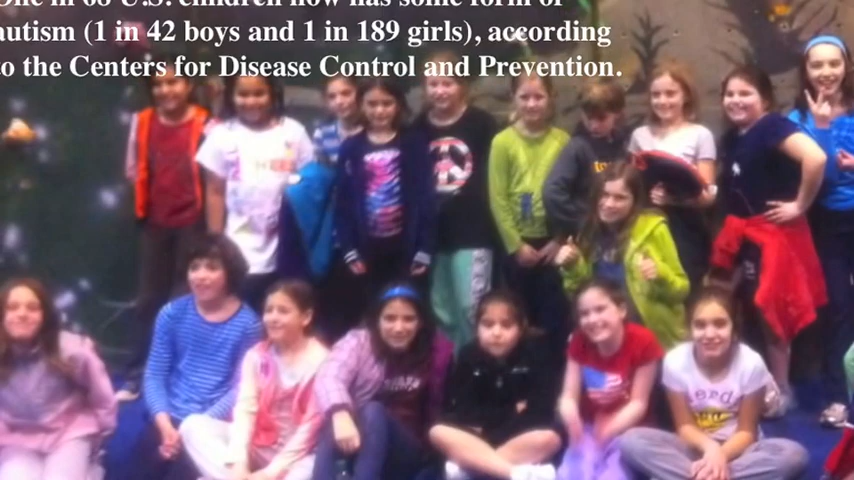 One in 68 U.S. children now has some form of
autism (1 in 42 boys and 1 in 189 girls), according
to the Centers for Disease Control and Prevention.